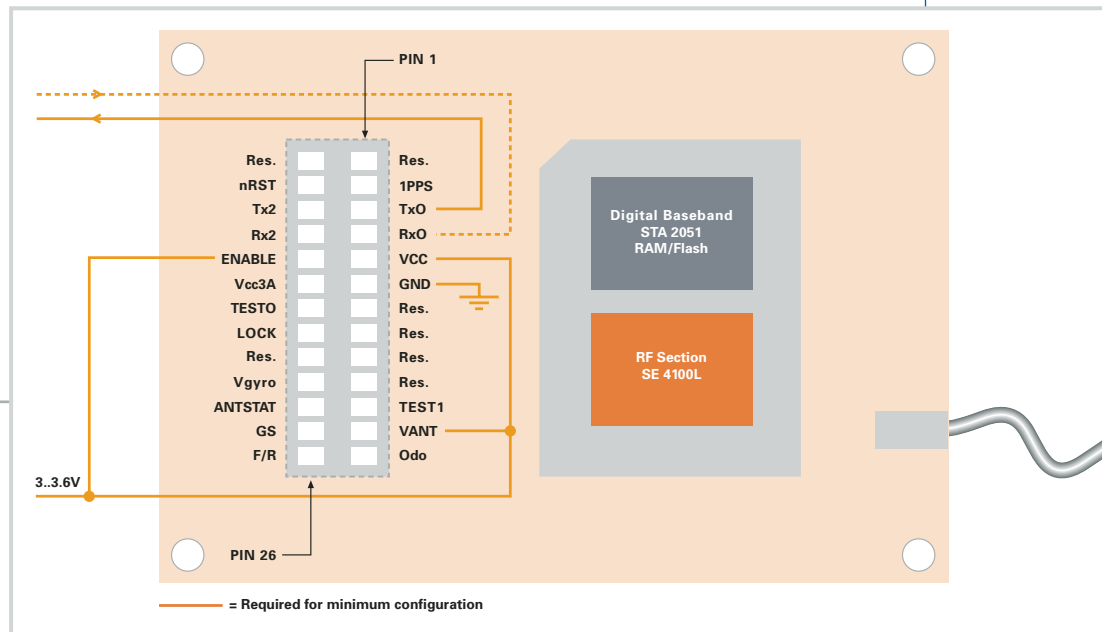 PIN 1
Res.
Res.
nRST
1PPS
Tx2
TxO
Rx2
RxO
ENABLE
VCC
Vcc3A
GND
TESTO
Res.
LOCK
Res.
Res.
Res.
Vgyro
Res.
ANTSTAT
TEST1
GS
VANT
F/R
Odo
Digital Baseband
STA 2051
RAM/Flash
RF Section
SE 4100L
3..3.6V
PIN 26
= Required for minimum configuration